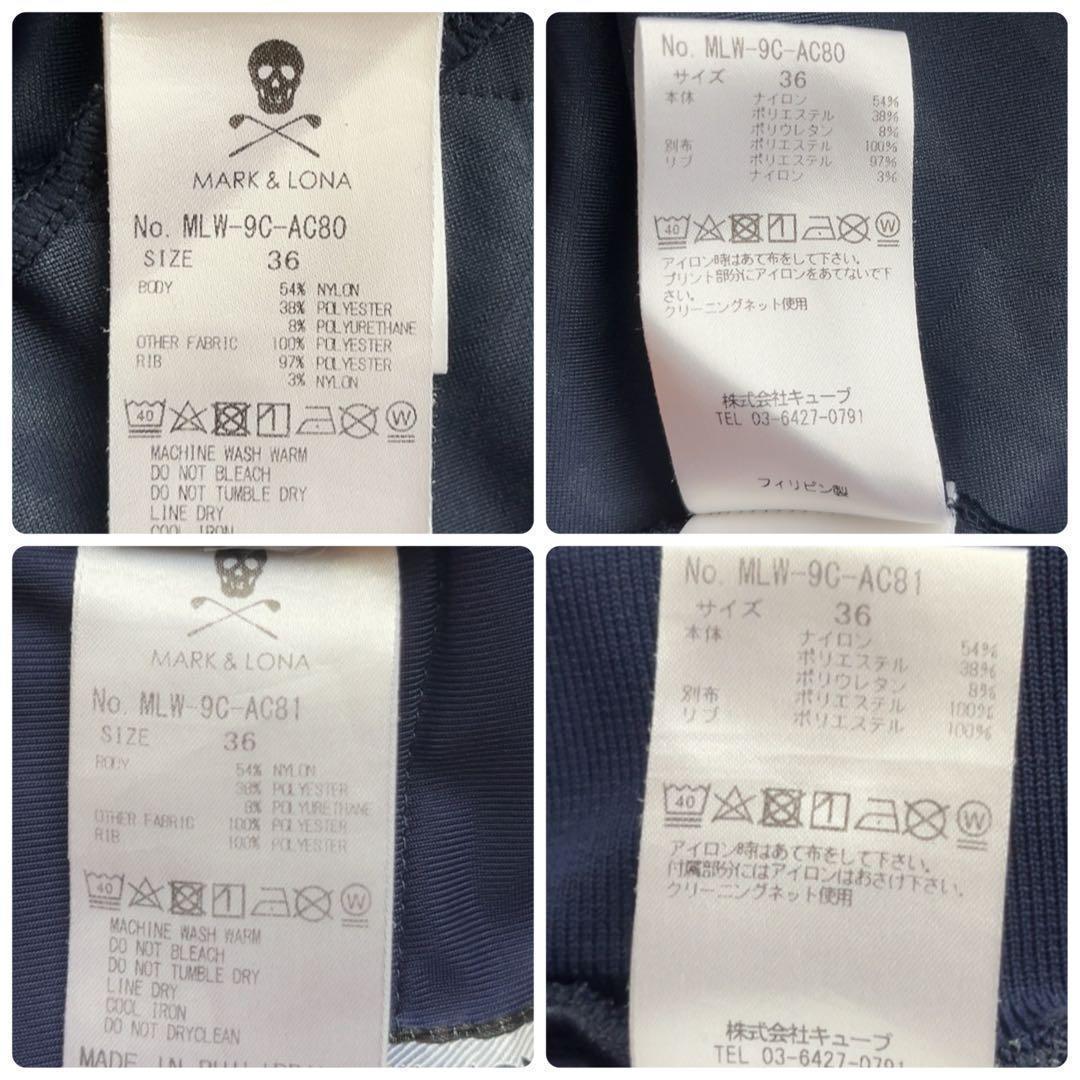 MARK & LONA
No. MLW-9C-AC80
SIZE 36
BODY 54% NYLON
38% POLYESTER
8% POLYURETHANE
OTHER FABRIC 100% POLYESTER
RIB 97% POLYESTER
3% NYLON
40 W
MACHINE WASH WARM
DO NOT BLEACH
DO NOT TUMBLE DRY
LINE DRY
COOL IRON
No. MLW-9C-AC80
サイズ 36
本体 ナイロン 54%
ポリエステル 38%
ポリウレタン 8%
別布 ポリエステル 100%
リブ ポリエステル 97%
ナイロン 3%
40 W
アイロン時はあて布をして下さい。
プリント部分にアイロンをあてないで下
さい。
クリーニングネット使用
株式会社キューブ
TEL 03-6427-0791
フィリピン製
MARK & LONA
No. MLW-9C-AC81
SIZE 36
BODY 54% NYLON
38% POLYESTER
8% POLYURETHANE
OTHER FABRIC 100% POLYESTER
RIB 100% POLYESTER
40 W
MACHINE WASH WARM
DO NOT BLEACH
DO NOT TUMBLE DRY
LINE DRY
COOL IRON
DO NOT DRYCLEAN
MADE IN
No. MLW-9C-AC81
サイズ 36
本体 ナイロン 54%
ポリエステル 38%
ポリウレタン 8%
別布 ポリエステル 100%
リブ ポリエステル 100%
40 W
アイロン時はあて布をして下さい。
付属部分にはアイロンはおさけ下さい。
クリーニングネット使用
株式会社キューブ
TEL 03-6427-0791